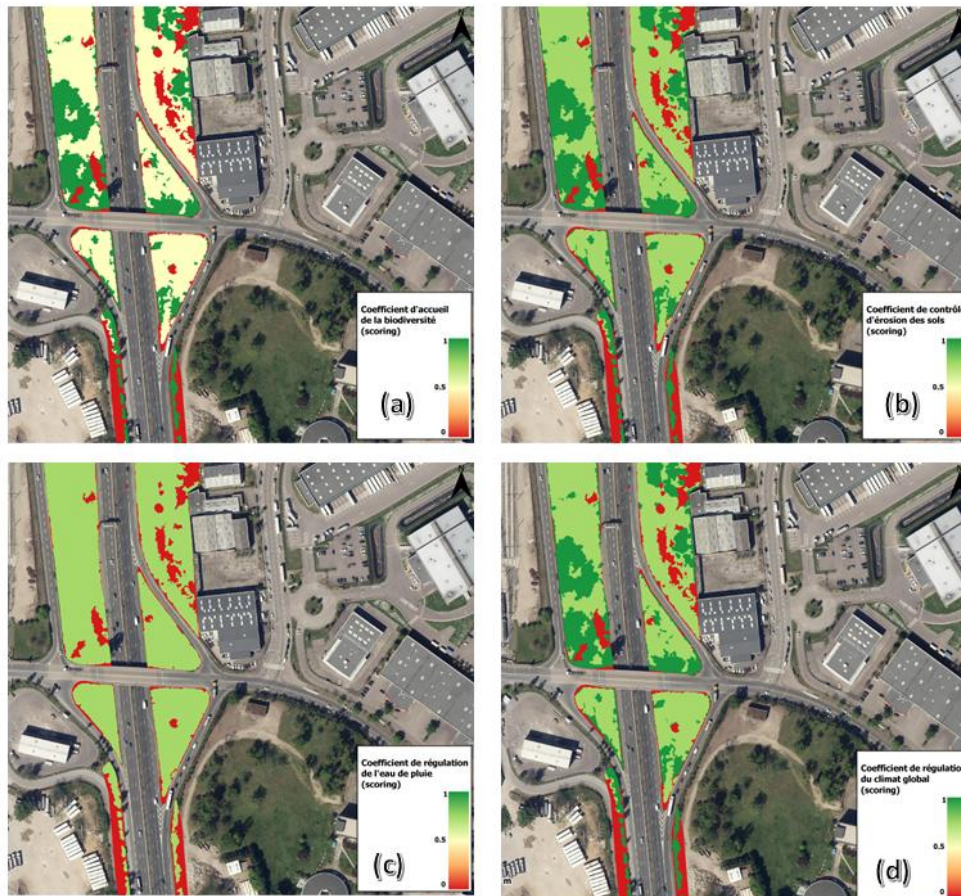 Coefficient d'accueil
de la biodiversité
(scoring)
1
0.5
0
(a)
Coefficient de contrôle
d'érosion des sols
(scoring)
1
0.5
0
(b)
Coefficient de régulation
de l'eau de pluie
(scoring)
1
0.5
0
(c)
Coefficient de régulation
du climat global
(scoring)
1
0.5
0
(d)
m